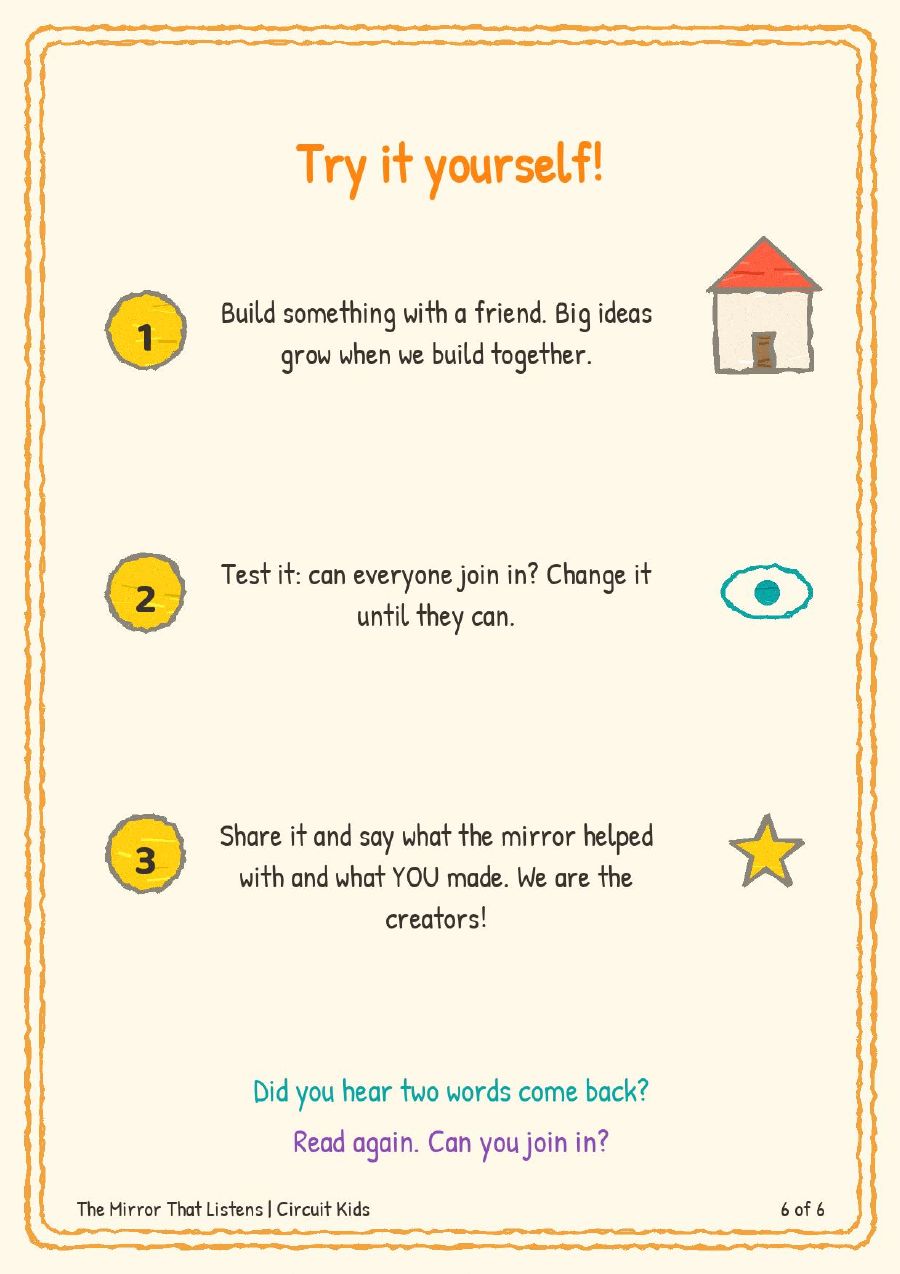 Try it yourself!
1
Build something with a friend. Big ideas
grow when we build together.
2
Test it: can everyone join in? Change it
until they can.
3
Share it and say what the mirror helped
with and what YOU made. We are the
creators!
Did you hear two words come back?
Read again. Can you join in?
The Mirror That Listens | Circuit Kids
6 of 6